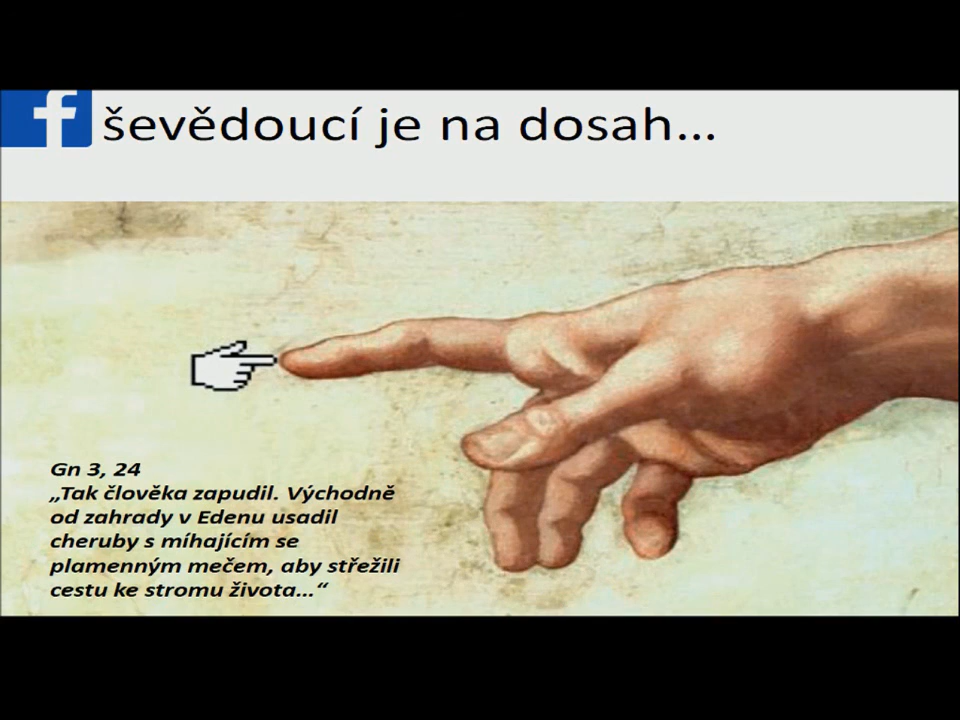 f ševědoucí je na dosah...
Gn 3, 24
„Tak člověka zapudil. Východně
od zahrady v Edenu usadil
cheruby s míhajícím se
plamenným mečem, aby střežili
cestu ke stromu života...“